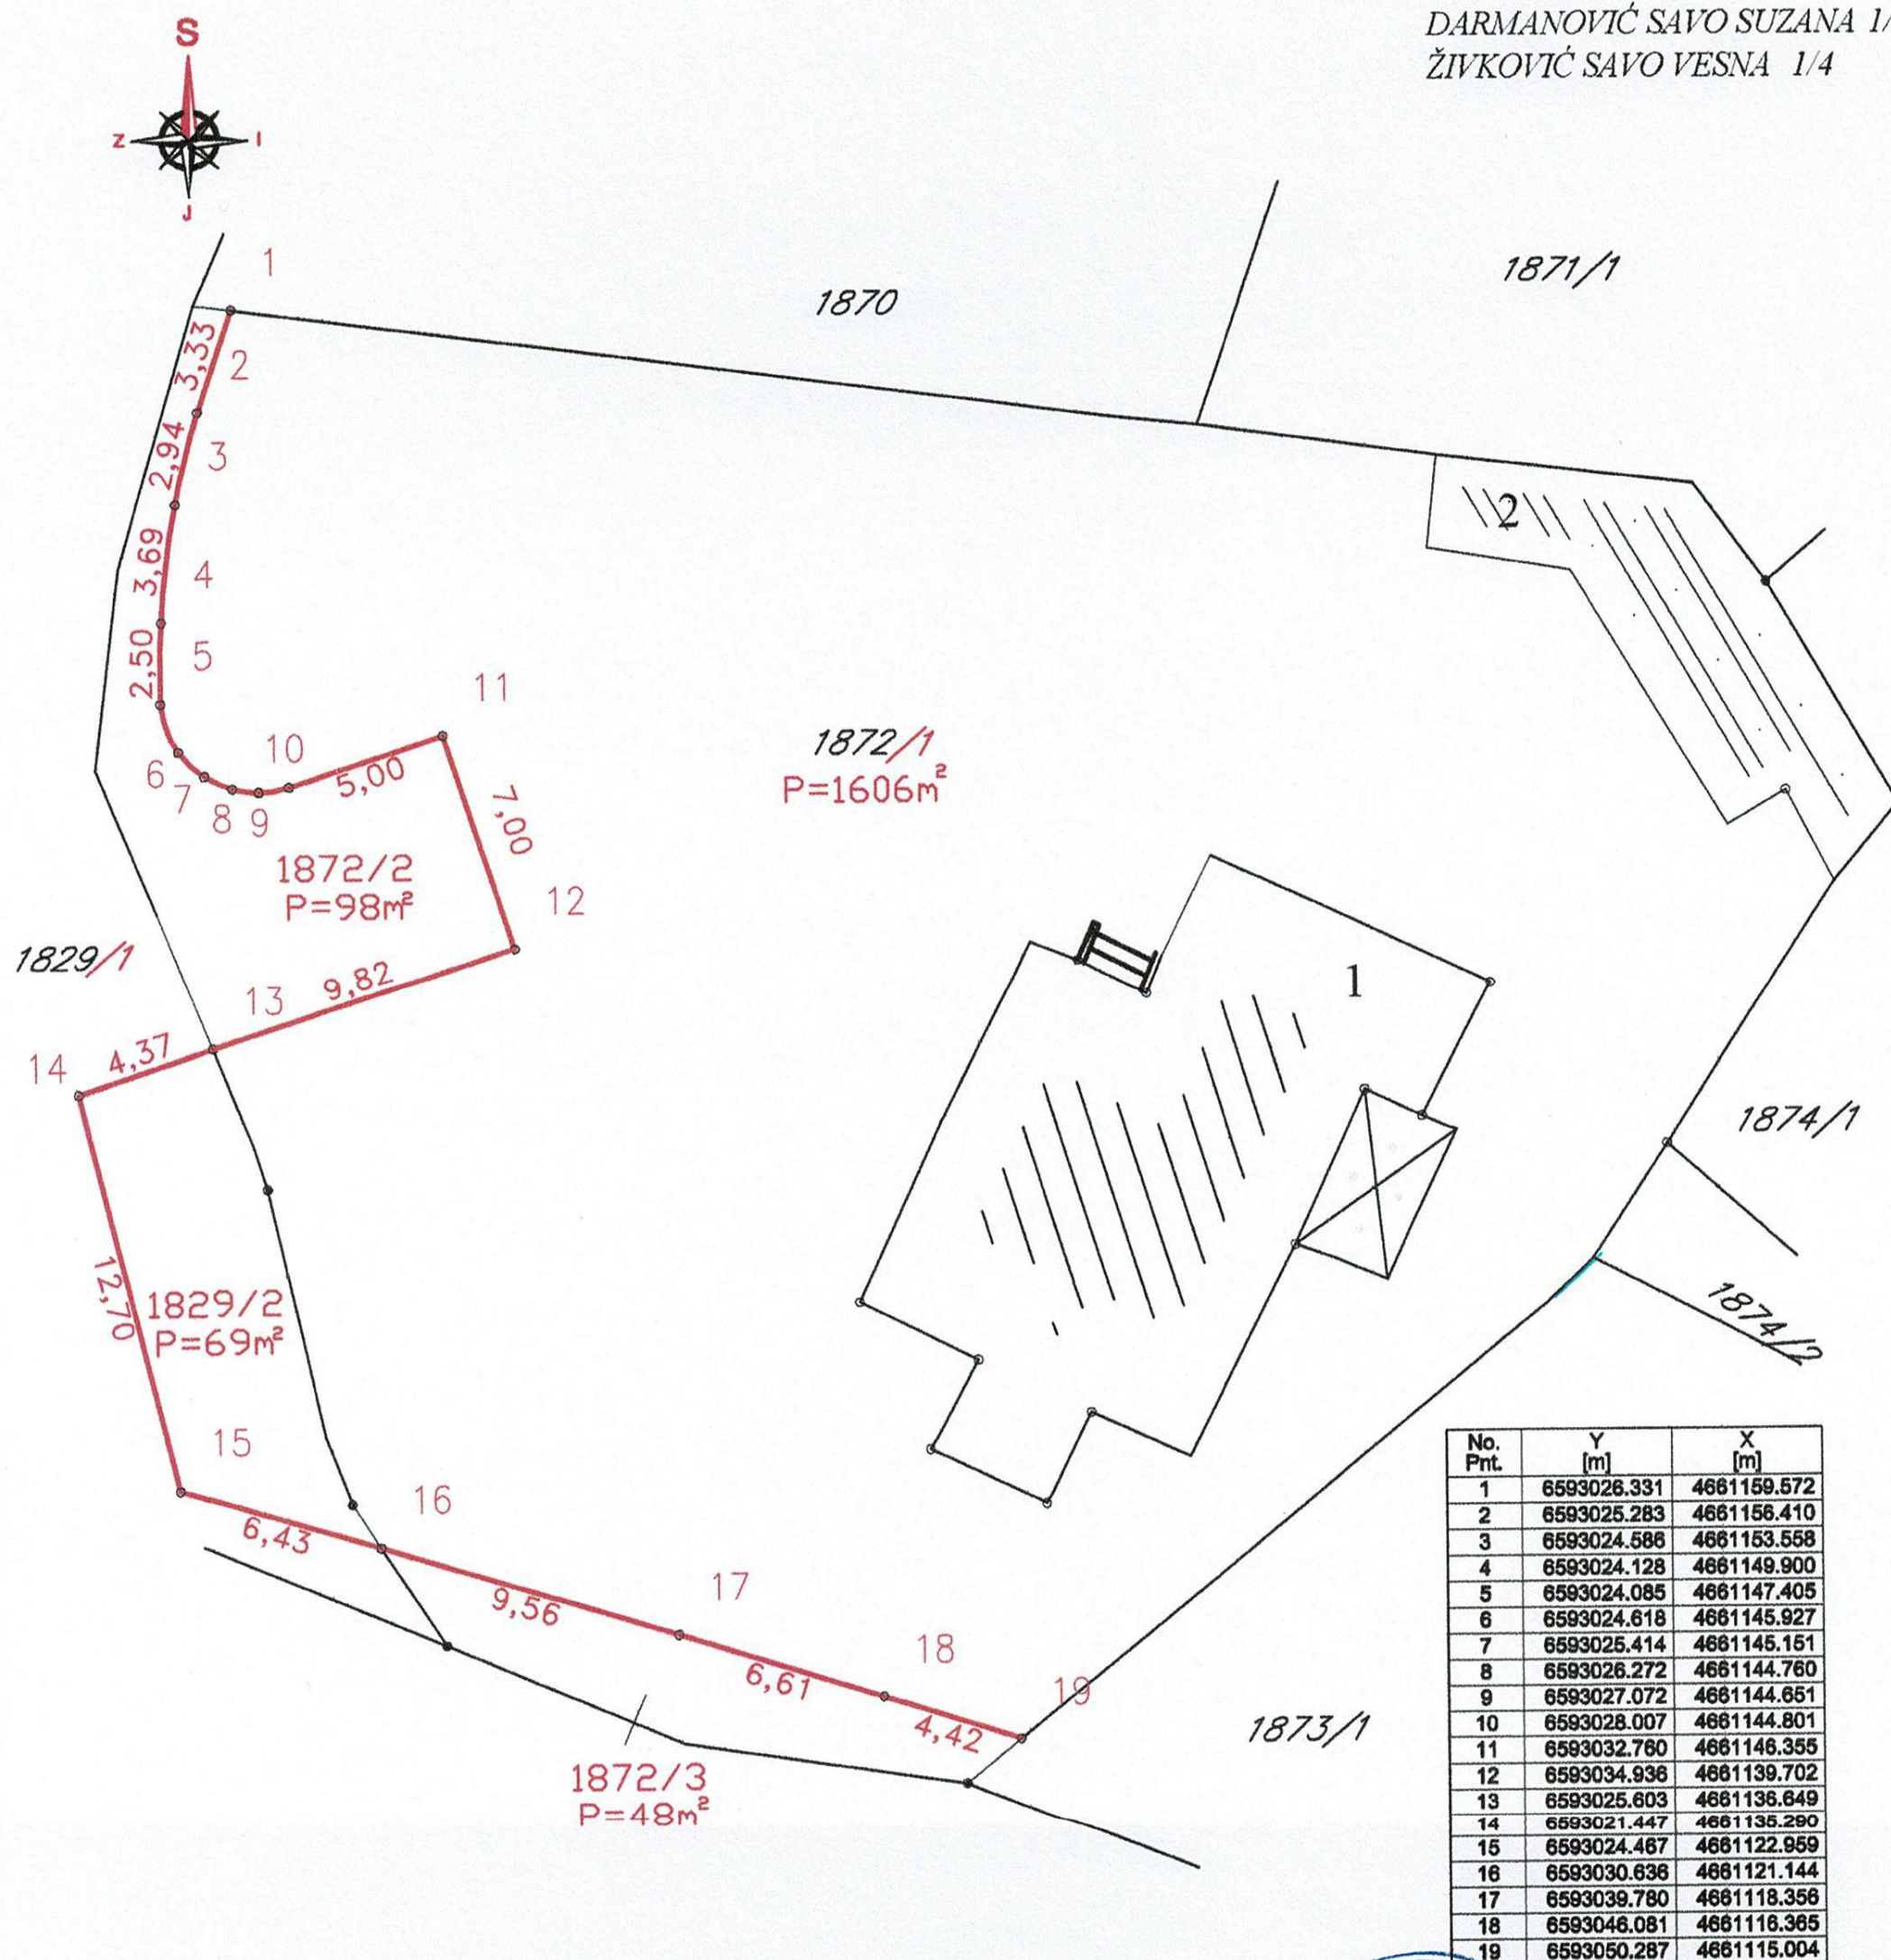 DARMANOVIĆ SAVO SUZANA 1/
ŽIVKOVIĆ SAVO VESNA 1/4
S
Z
I
J
1
1870
1871/1
3,33
2
2,94
3
2
3,69
4
2,50
5
11
1872/1
P=1606m²
10
5,00
6
7
8
9
7,00
1872/2
P=98m²
12
1829/1
9,82
13
1
4,37
14
1874/1
12,70
1829/2
P=69m²
1874/2
15
16
6,43
9,56
17
18
6,61
19
4,42
1873/1
1872/3
P=48m²
No. Pnt. Y [m] X [m]
1 6593026.331 4661159.572
2 6593025.283 4661156.410
3 6593024.586 4661153.558
4 6593024.128 4661149.900
5 6593024.085 4661147.405
6 6593024.618 4661145.927
7 6593025.414 4661145.151
8 6593026.272 4661144.760
9 6593027.072 4661144.651
10 6593028.007 4661144.801
11 6593032.760 4661146.355
12 6593034.936 4661139.702
13 6593025.603 4661136.649
14 6593021.447 4661135.290
15 6593024.467 4661122.959
16 6593030.636 4661121.144
17 6593039.780 4661118.356
18 6593046.081 4661116.365
19 6593050.287 4661115.004